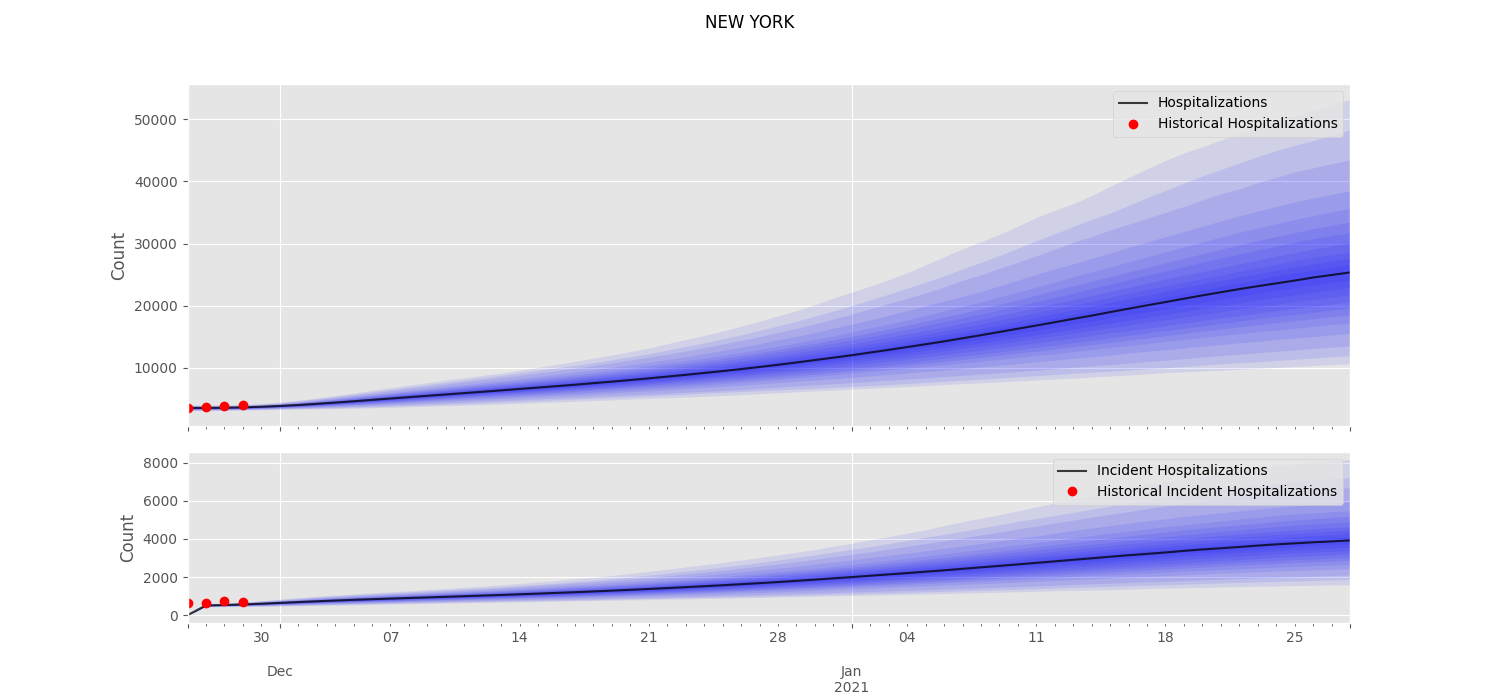 NEW YORK
Hospitalizations
Historical Hospitalizations
Count
50000
40000
30000
20000
10000
Incident Hospitalizations
Historical Incident Hospitalizations
Count
8000
6000
4000
2000
0
30 07 14 21 28 04 11 18 25
Dec Jan
2021